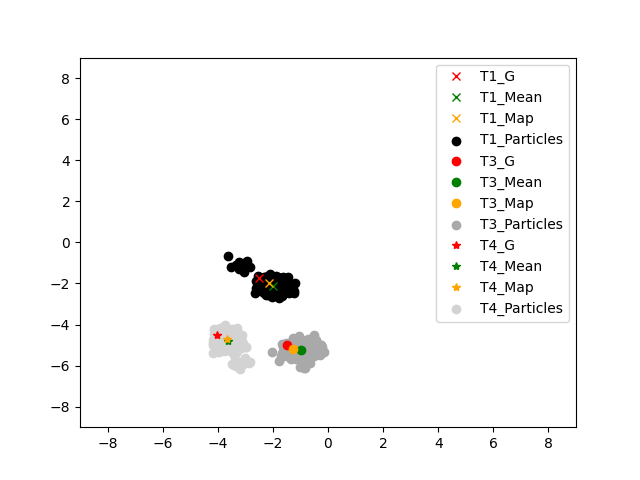 8
6
4
2
0
−2
−4
−6
−8
−8 −6 −4 −2 0 2 4 6 8
T1_G
T1_Mean
T1_Map
T1_Particles
T3_G
T3_Mean
T3_Map
T3_Particles
T4_G
T4_Mean
T4_Map
T4_Particles